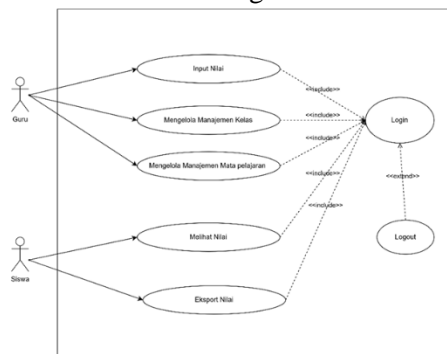 Input Nilai
<<include>>
Guru
Mengelola Manajemen Kelas
<<include>>
Login
<<include>>
Mengelola Manajemen Mata pelajaran
<<include>>
<<extend>>
<<include>>
Melihat Nilai
Logout
Siswa
Eksport Nilai